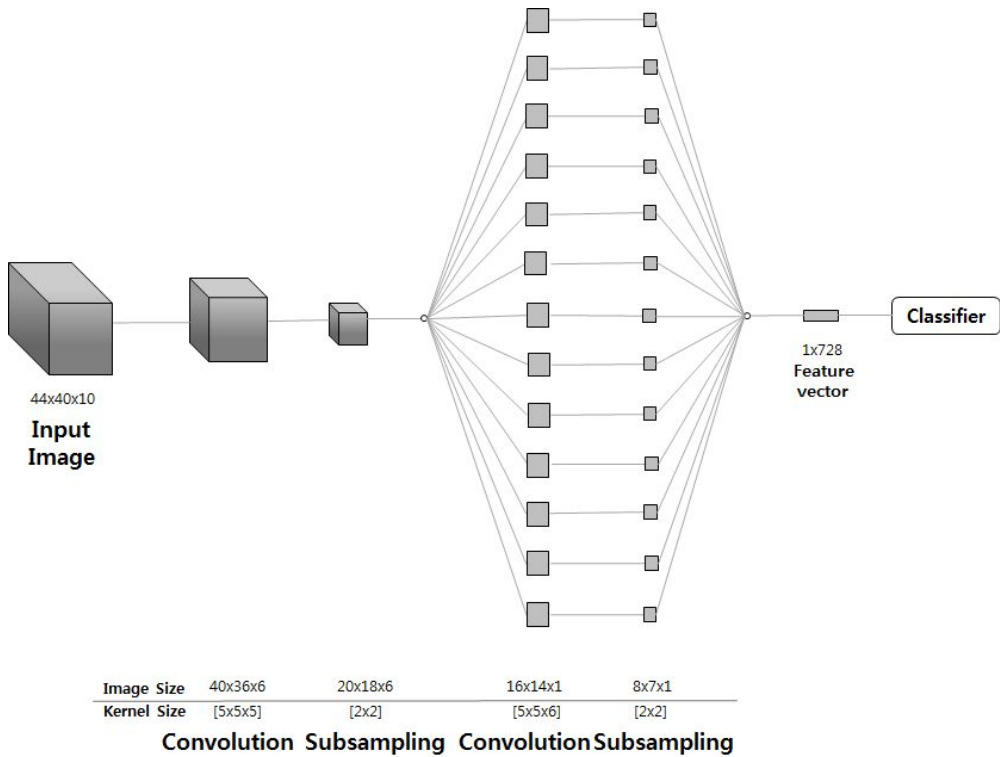 44x40x10
Input
Image
1x728
Feature
vector
Classifier
Image Size 40x36x6 20x18x6 16x14x1 8x7x1
Kernel Size [5x5x5] [2x2] [5x5x6] [2x2]
Convolution Subsampling Convolution Subsampling